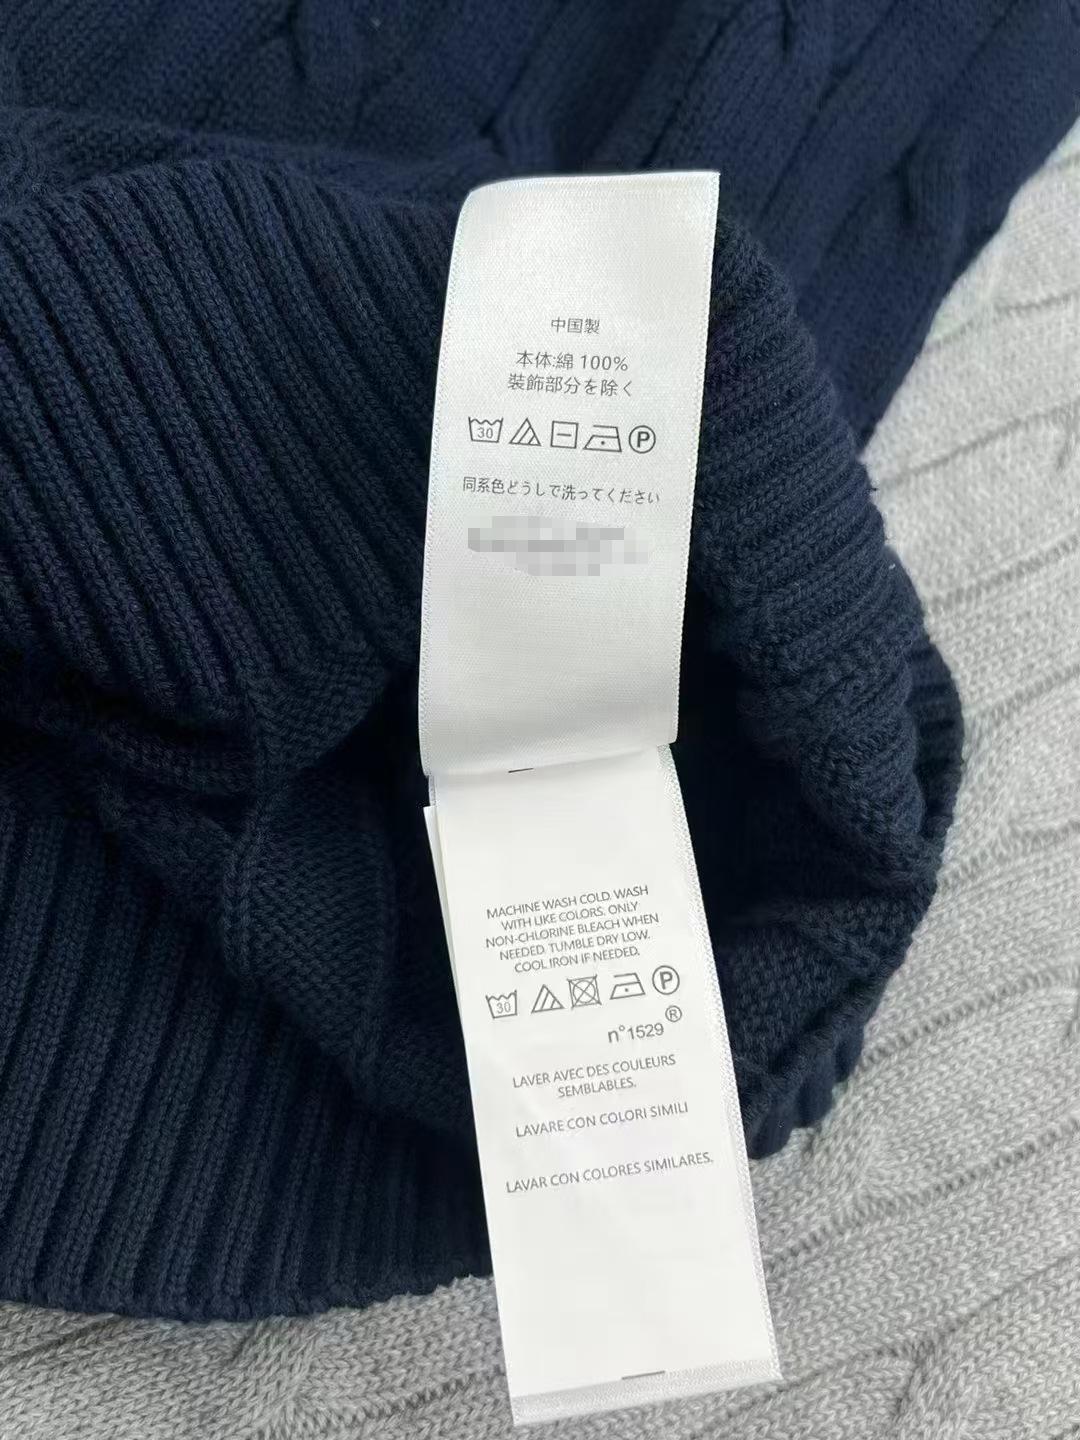 中国製
本体:綿 100%
装飾部分を除く
30 P
同系色どうしで洗ってください
MACHINE WASH COLD. WASH
WITH LIKE COLORS. ONLY
NON-CHLORINE BLEACH WHEN
NEEDED. TUMBLE DRY LOW.
COOL IRON IF NEEDED.
30 P
n°1529®
LAVER AVEC DES COULEURS
SEMBLABLES.
LAVARE CON COLORI SIMILI
LAVAR CON COLORES SIMILARES.